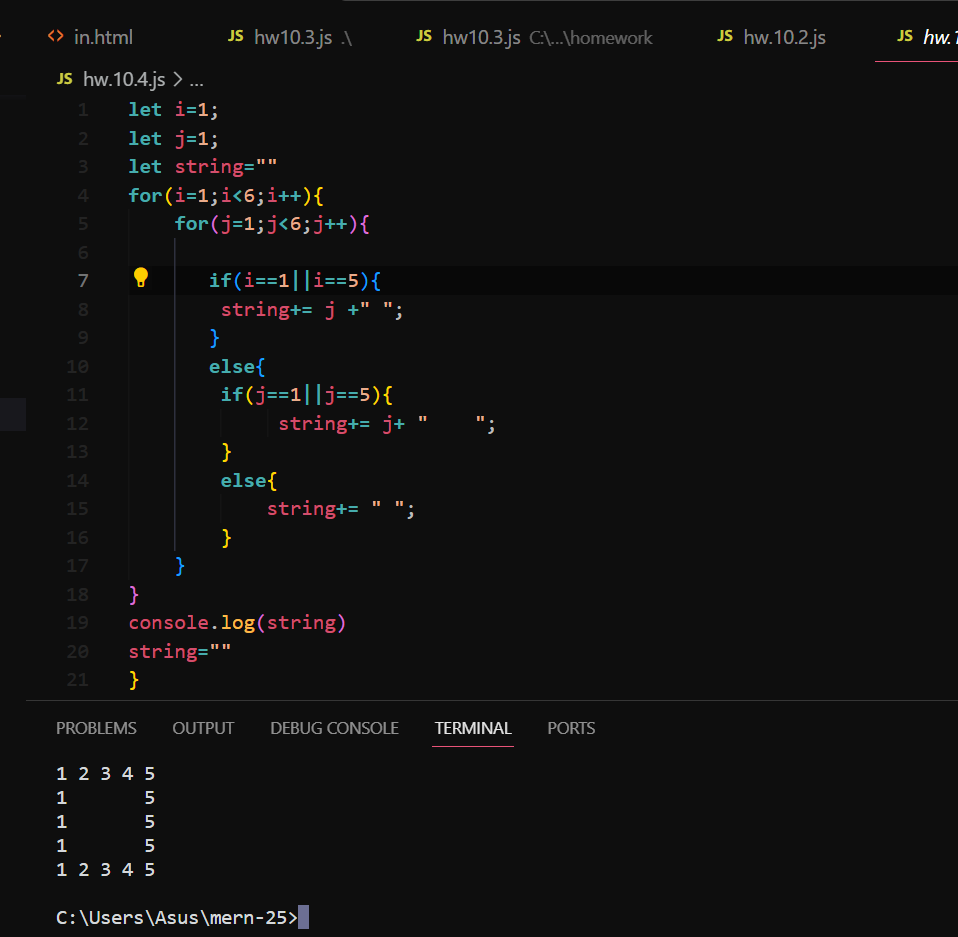 <> in.html JS hw10.3.js .\ JS hw10.3.js C:\...\homework JS hw.10.2.js JS hw.1
JS hw.10.4.js > ...
1 let i=1;
2 let j=1;
3 let string=""
4 for(i=1;i<6;i++){
5     for(j=1;j<6;j++){
6
7        if(i==1||i==5){
8         string+= j +" ";
9        }
10        else{
11         if(j==1||j==5){
12              string+= j+ "    ";
13         }
14         else{
15             string+= " ";
16         }
17     }
18 }
19 console.log(string)
20 string=""
21 }
PROBLEMS OUTPUT DEBUG CONSOLE TERMINAL PORTS
1 2 3 4 5
1       5
1       5
1       5
1 2 3 4 5
C:\Users\Asus\mern-25>